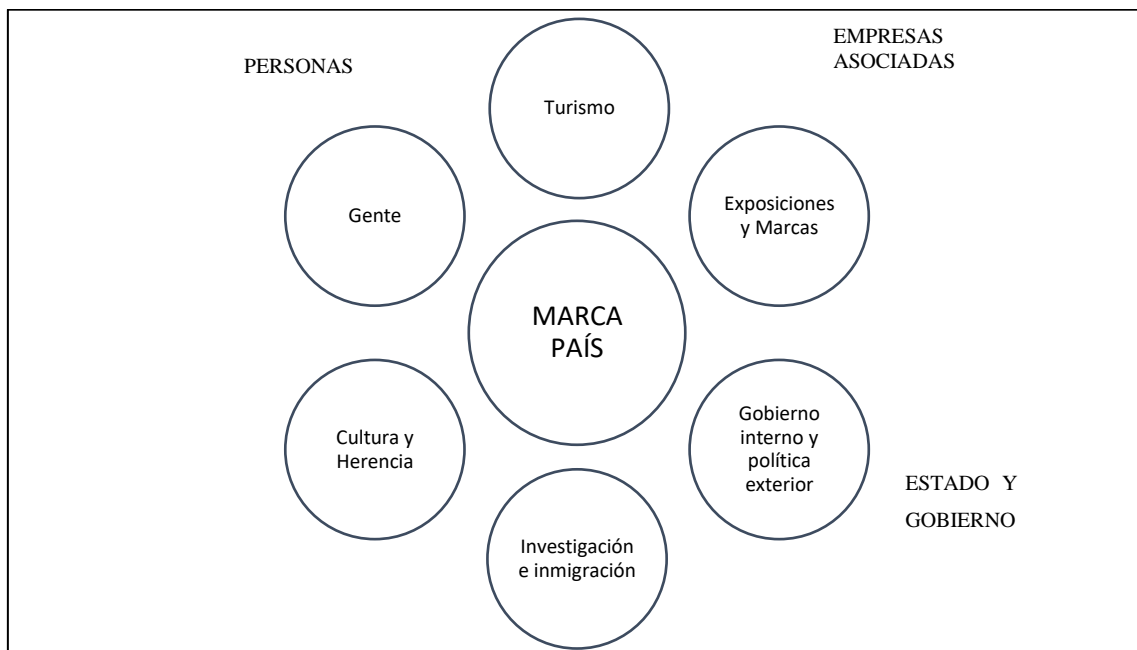 PERSONAS
EMPRESAS
ASOCIADAS
Turismo
Gente
Exposiciones
y Marcas
MARCA
PAÍS
Cultura y
Herencia
Gobierno
interno y
política
exterior
ESTADO Y
GOBIERNO
Investigación
e inmigración